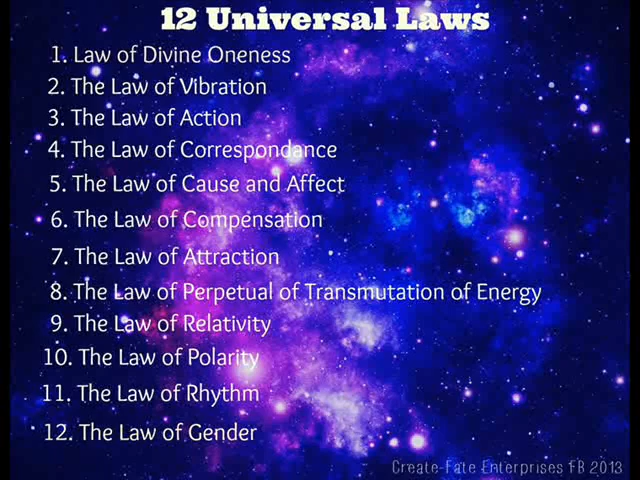 12 Universal Laws
1. Law of Divine Oneness
2. The Law of Vibration
3. The Law of Action
4. The Law of Correspondance
5. The Law of Cause and Affect
6. The Law of Compensation
7. The Law of Attraction
8. The Law of Perpetual of Transmutation of Energy
9. The Law of Relativity
10. The Law of Polarity
11. The Law of Rhythm
12. The Law of Gender
Create-Fate Enterprises FB 2013